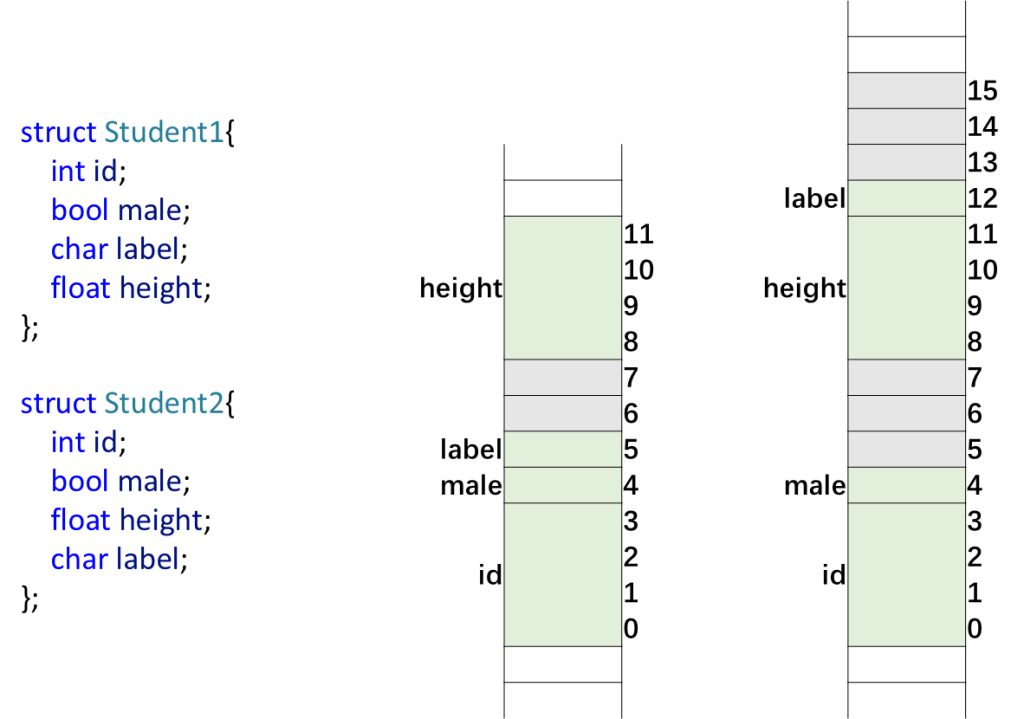 struct Student1{
int id;
bool male;
char label;
float height;
};
struct Student2{
int id;
bool male;
float height;
char label;
};
11
10
height
9
8
7
6
label 5
male 4
3
2
id
1
0
15
14
13
label 12
11
10
height
9
8
7
6
5
male 4
3
2
id
1
0